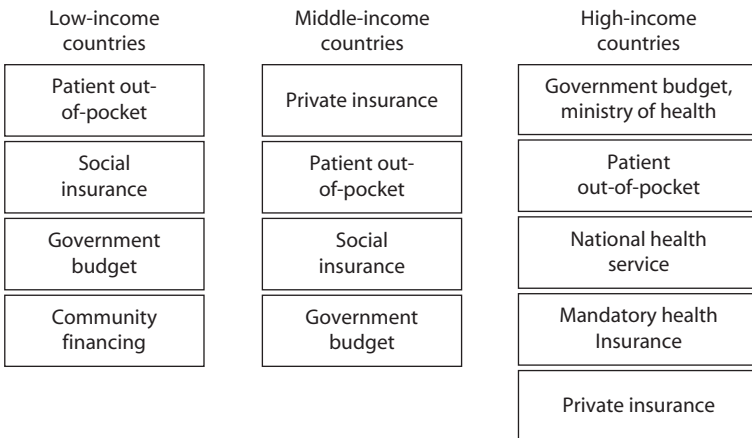 Low-income
countries
Patient out-
of-pocket
Social
insurance
Government
budget
Community
financing
Middle-income
countries
Private insurance
Patient out-
of-pocket
Social
insurance
Government
budget
High-income
countries
Government budget,
ministry of health
Patient
out-of-pocket
National health
service
Mandatory health
Insurance
Private insurance